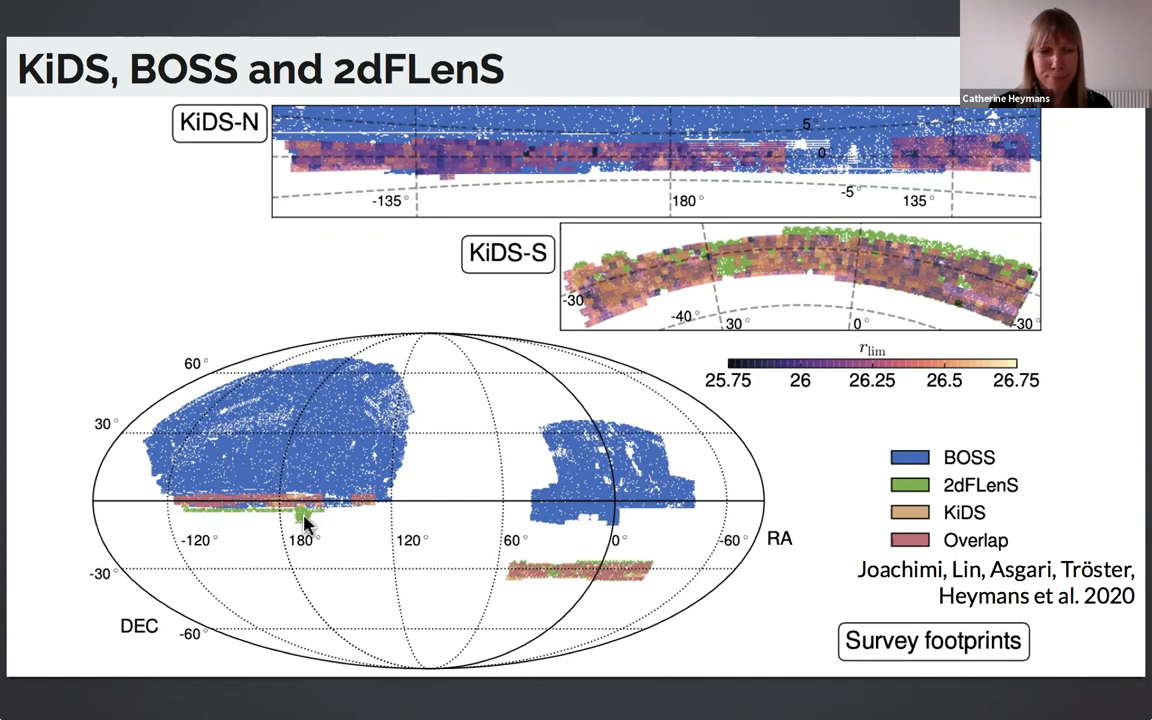 KiDS, BOSS and 2dFLenS
Catherine Heymans
KiDS-N
5°
0°
-5°
-135°
180°
135°
KiDS-S
-30°
-40°
30°
0°
-30°
r_lim
25.75 26 26.25 26.5 26.75
60°
30°
-120°
180°
120°
60°
0°
-60°
RA
-30°
-60°
DEC
BOSS
2dFLenS
KiDS
Overlap
Joachimi, Lin, Asgari, Tröster,
Heymans et al. 2020
Survey footprints